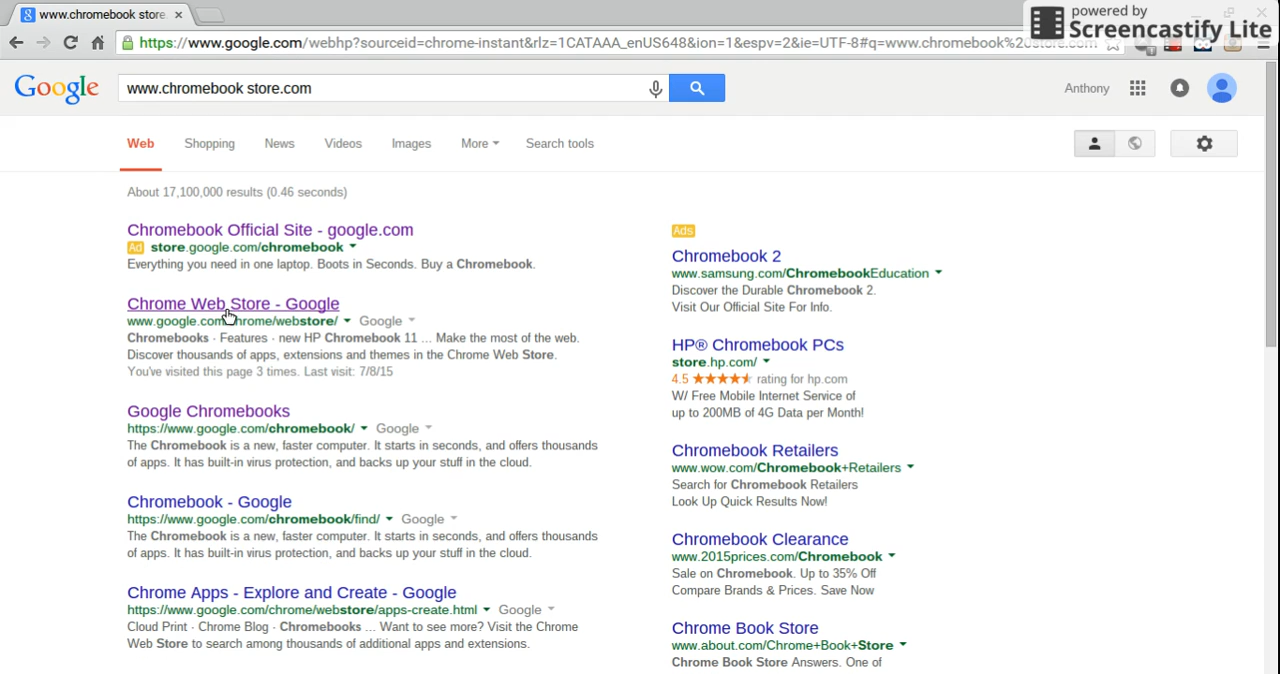 www.chromebook store.
powered by
Screencastify Lite
https://www.google.com/webhp?sourceid=chrome-instant&rlz=1CATAAA_enUS648&ion=1&espv=2&ie=UTF-8#q=www.chromebook%20store.com
Google
www.chromebook store.com
Anthony
Web
Shopping
News
Videos
Images
More
Search tools
About 17,100,000 results (0.46 seconds)
Chromebook Official Site - google.com
Ad store.google.com/chromebook
Everything you need in one laptop. Boots in Seconds. Buy a Chromebook.
Chrome Web Store - Google
www.google.com/chrome/webstore/ Google
Chromebooks · Features · new HP Chromebook 11 ... Make the most of the web.
Discover thousands of apps, extensions and themes in the Chrome Web Store.
You've visited this page 3 times. Last visit: 7/8/15
Google Chromebooks
https://www.google.com/chromebook/ Google
The Chromebook is a new, faster computer. It starts in seconds, and offers thousands
of apps. It has built-in virus protection, and backs up your stuff in the cloud.
Chromebook - Google
https://www.google.com/chromebook/find/ Google
The Chromebook is a new, faster computer. It starts in seconds, and offers thousands
of apps. It has built-in virus protection, and backs up your stuff in the cloud.
Chrome Apps - Explore and Create - Google
https://www.google.com/chrome/webstore/apps-create.html Google
Cloud Print · Chrome Blog · Chromebooks ... Want to see more? Visit the Chrome
Web Store to search among thousands of additional apps and extensions.
Ads
Chromebook 2
www.samsung.com/ChromebookEducation
Discover the Durable Chromebook 2.
Visit Our Official Site For Info.
HP® Chromebook PCs
store.hp.com/
4.5 rating for hp.com
W/ Free Mobile Internet Service of
up to 200MB of 4G Data per Month!
Chromebook Retailers
www.wow.com/Chromebook+Retailers
Search for Chromebook Retailers
Look Up Quick Results Now!
Chromebook Clearance
www.2015prices.com/Chromebook
Sale on Chromebook. Up to 35% Off
Compare Brands & Prices. Save Now
Chrome Book Store
www.about.com/Chrome+Book+Store
Chrome Book Store Answers. One of